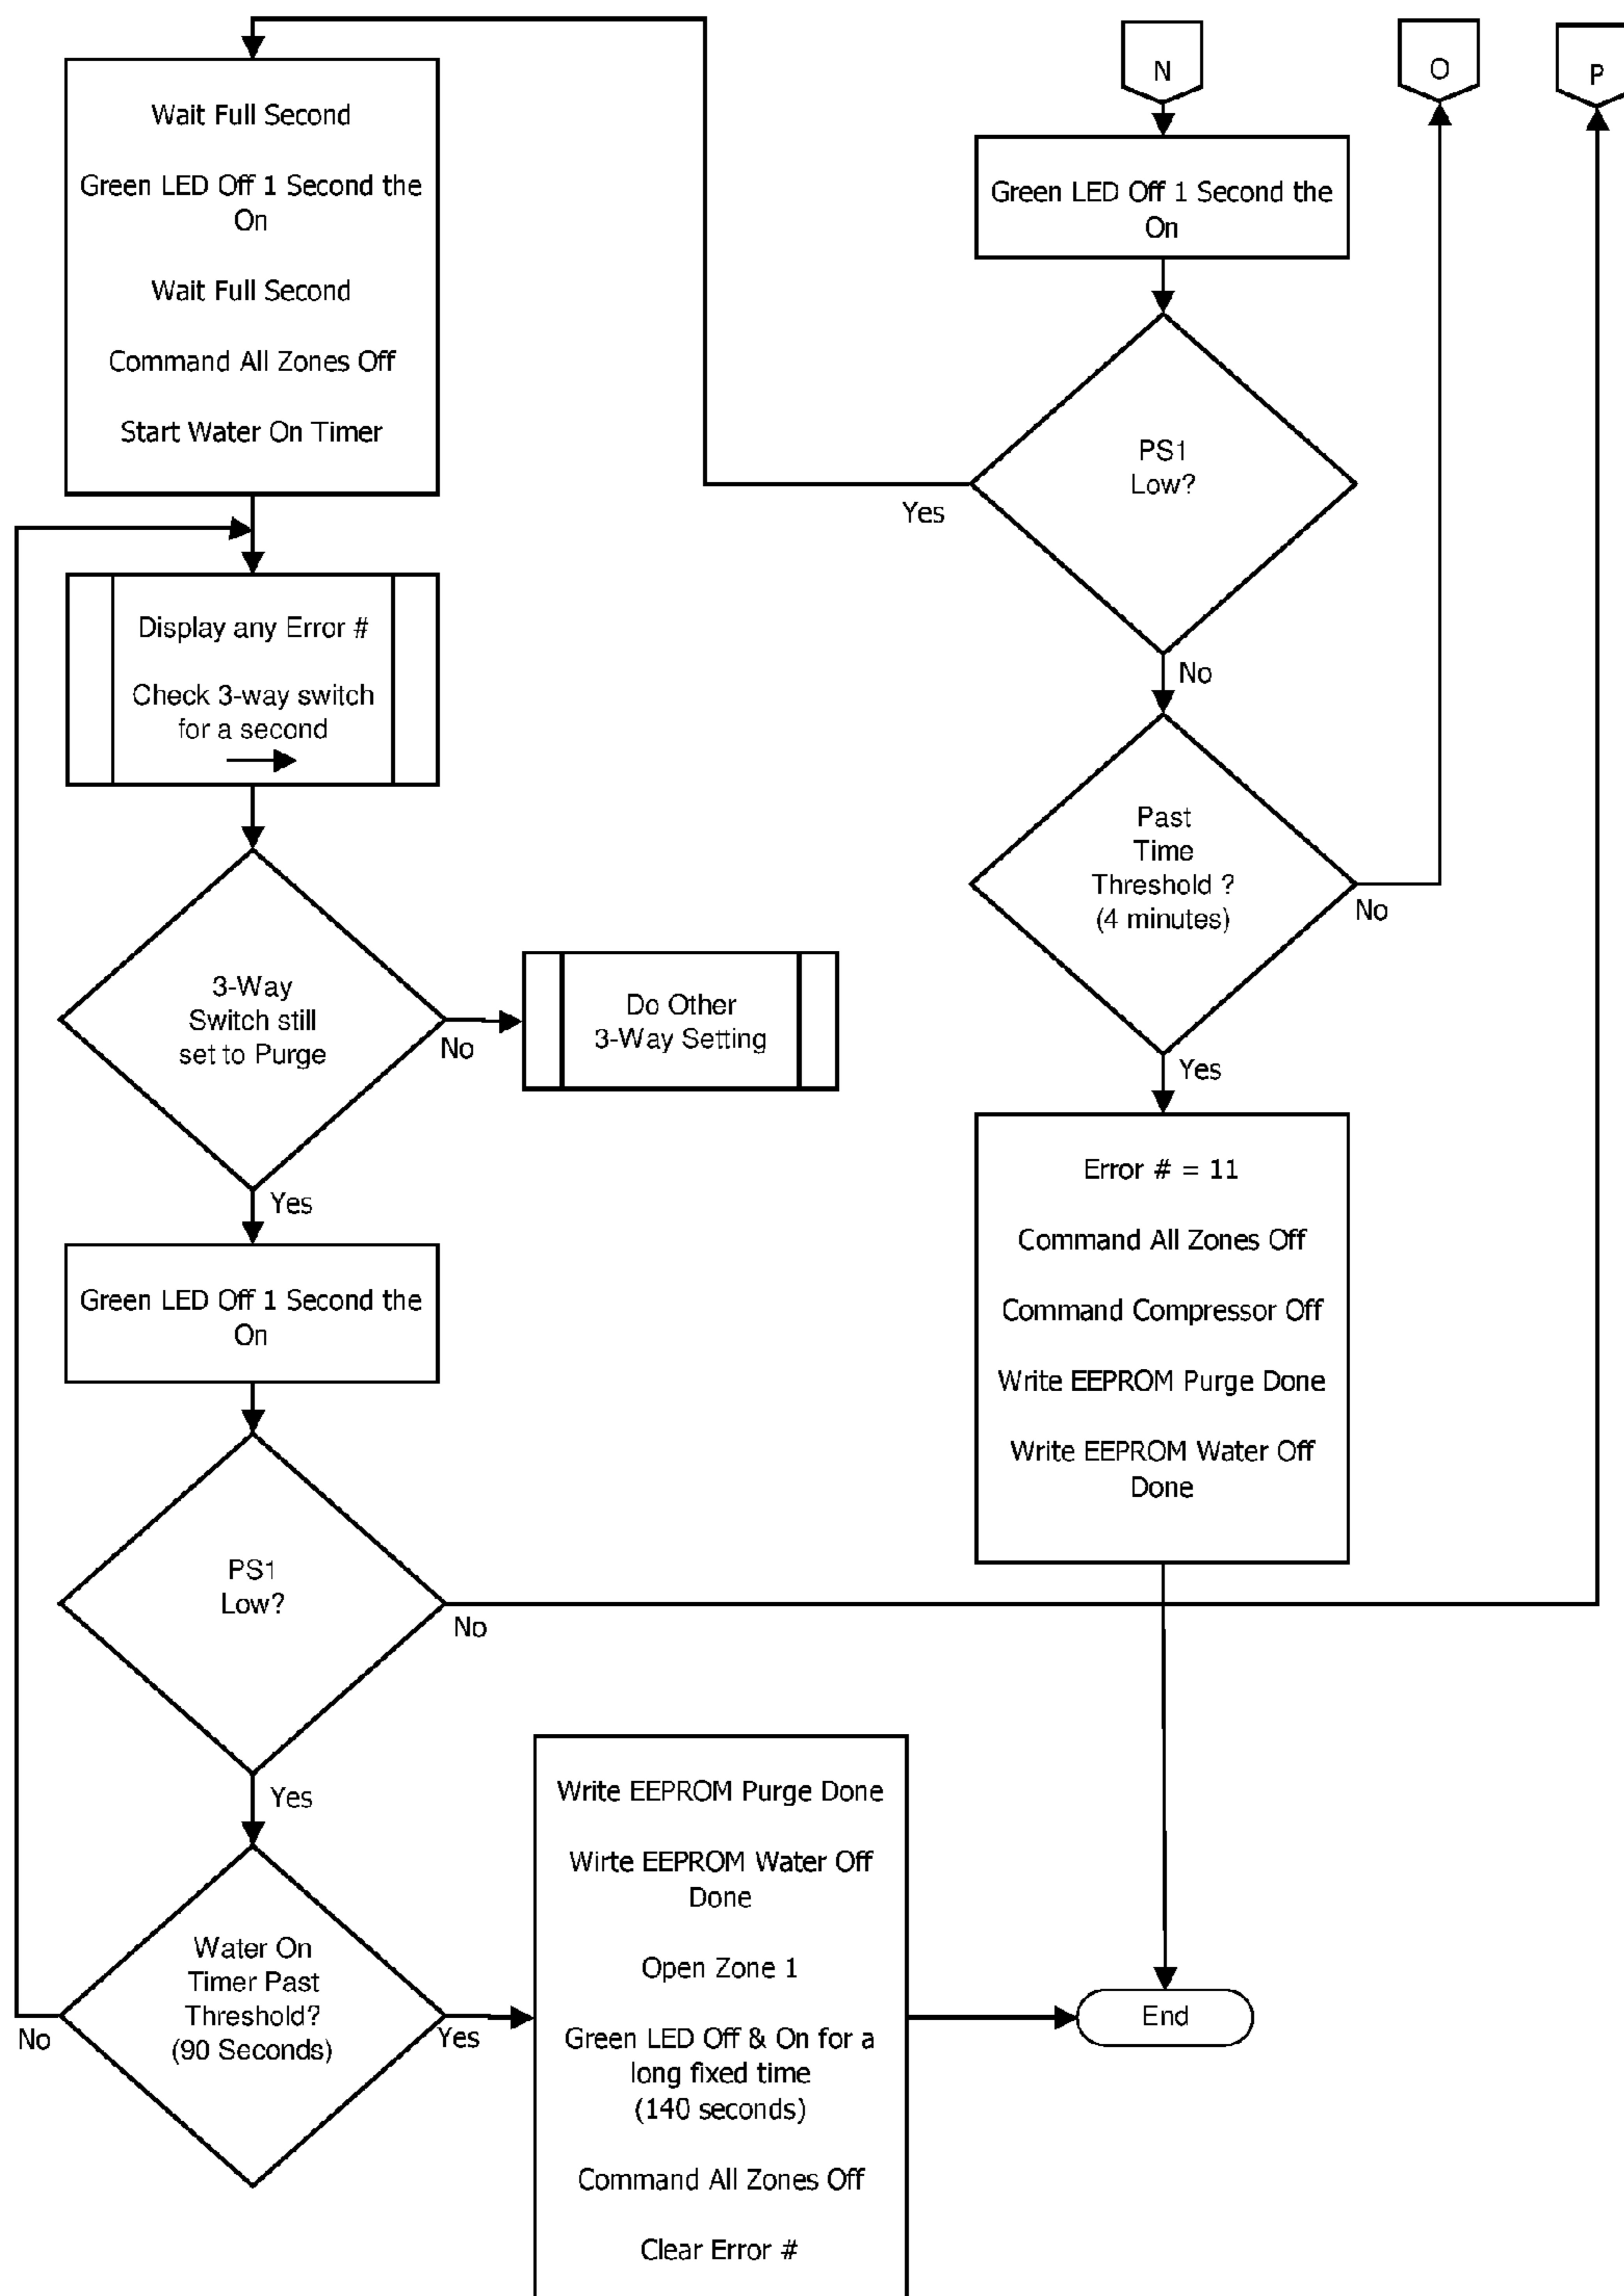 N
O
P
Wait Full Second
Green LED Off 1 Second the
On
Wait Full Second
Command All Zones Off
Start Water On Timer
Green LED Off 1 Second the
On
PS1
Low?
Yes
No
Display any Error #
Check 3-way switch
for a second
Past
Time
Threshold ?
(4 minutes)
No
Yes
3-Way
Switch still
set to Purge
No
Yes
Do Other
3-Way Setting
Error # = 11
Command All Zones Off
Command Compressor Off
Write EEPROM Purge Done
Write EEPROM Water Off
Done
Green LED Off 1 Second the
On
PS1
Low?
No
Yes
Water On
Timer Past
Threshold?
(90 Seconds)
No
Yes
Write EEPROM Purge Done
Wirte EEPROM Water Off
Done
Open Zone 1
Green LED Off & On for a
long fixed time
(140 seconds)
Command All Zones Off
Clear Error #
End